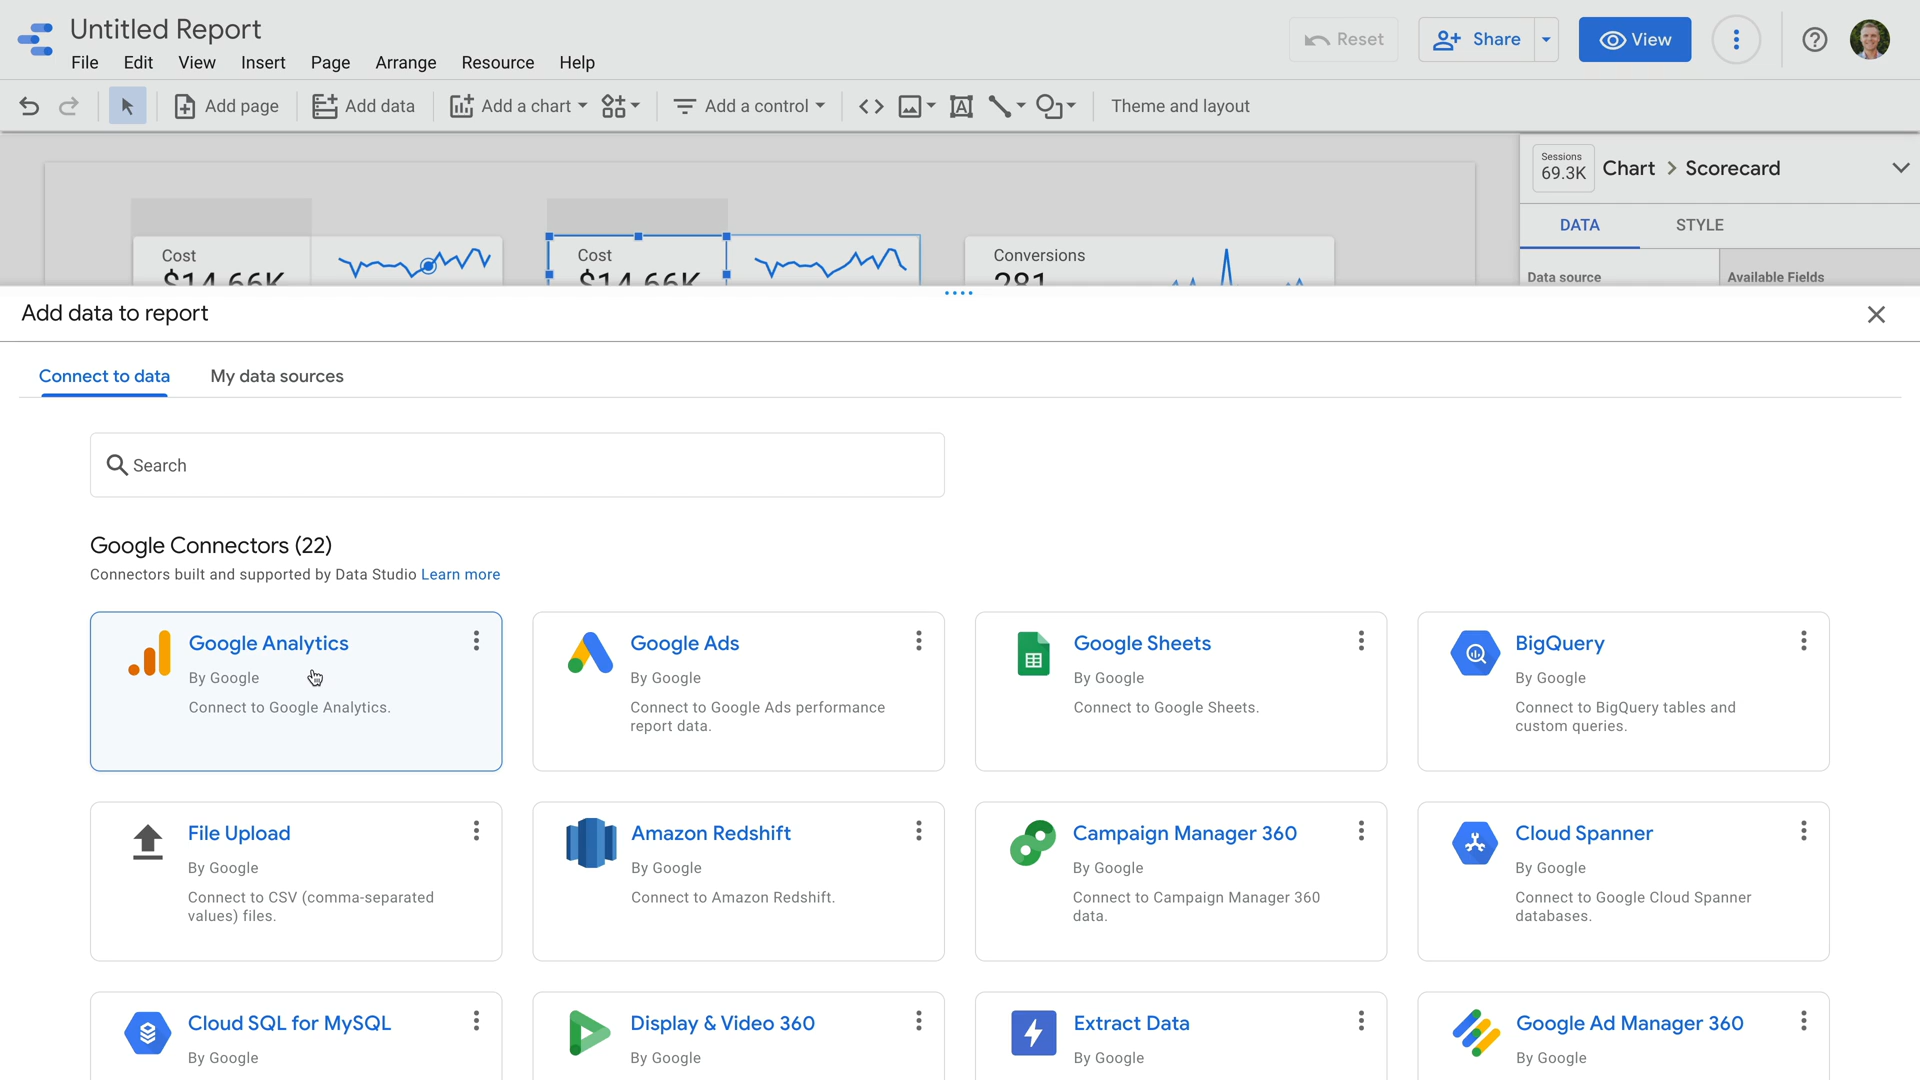 Untitled Report
File Edit View Insert Page Arrange Resource Help
Reset Share View
Add page Add data Add a chart Add a control Theme and layout
Sessions
69.3K
Chart > Scorecard
DATA STYLE
Cost
$14.66K
Cost
$14.66K
Conversions
281
Data source Available Fields
Add data to report
Connect to data My data sources
Search
Google Connectors (22)
Connectors built and supported by Data Studio Learn more
Google Analytics
By Google
Connect to Google Analytics.
Google Ads
By Google
Connect to Google Ads performance
report data.
Google Sheets
By Google
Connect to Google Sheets.
BigQuery
By Google
Connect to BigQuery tables and
custom queries.
File Upload
By Google
Connect to CSV (comma-separated
values) files.
Amazon Redshift
By Google
Connect to Amazon Redshift.
Campaign Manager 360
By Google
Connect to Campaign Manager 360
data.
Cloud Spanner
By Google
Connect to Google Cloud Spanner
databases.
Cloud SQL for MySQL
By Google
Display & Video 360
By Google
Extract Data
By Google
Google Ad Manager 360
By Google